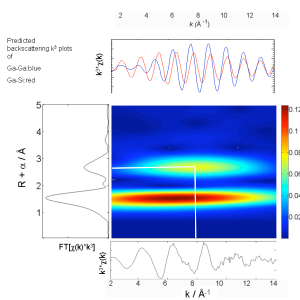 2 4 6 8 10 12 14
k (Å⁻¹)
Predicted
backscattering k³ plots
of
Ga-Ga:blue
Ga-Si:red
k³*χ(k)
5
4
3
2
1
R + α / Å
0.12
0.1
0.08
0.06
0.04
0.02
FT[χ(k)*k³]
k³*χ(k)
2 4 6 8 10 12 14
k / Å⁻¹